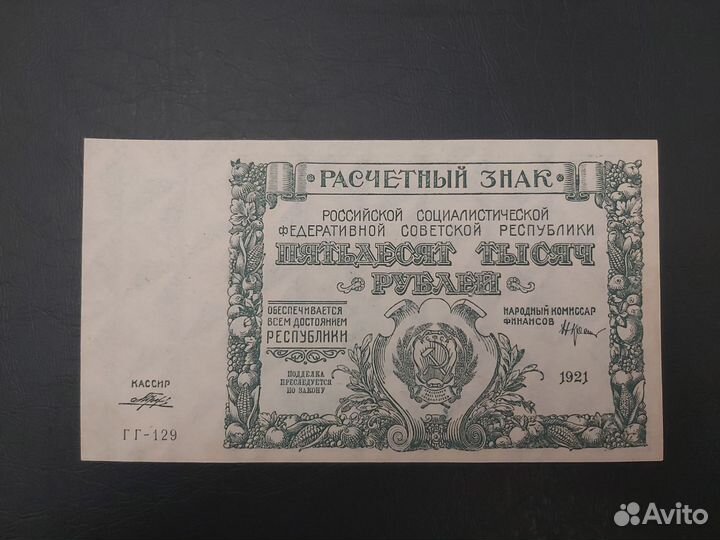 РАСЧЕТНЫЙ ЗНАК
РОССИЙСКОЙ СОЦИАЛИСТИЧЕСКОЙ
ФЕДЕРАТИВНОЙ СОВЕТСКОЙ РЕСПУБЛИКИ
ПЯТЬДЕСЯТ ТЫСЯЧ
РУБЛЕЙ
ОБЕСПЕЧИВАЕТСЯ
ВСЕМ ДОСТОЯНИЕМ
РЕСПУБЛИКИ
НАРОДНЫЙ КОМИССАР
ФИНАНСОВ
ПОДДЕЛКА
ПРЕСЛЕДУЕТСЯ
ПО ЗАКОНУ
1921
КАССИР
ГГ-129
Avito